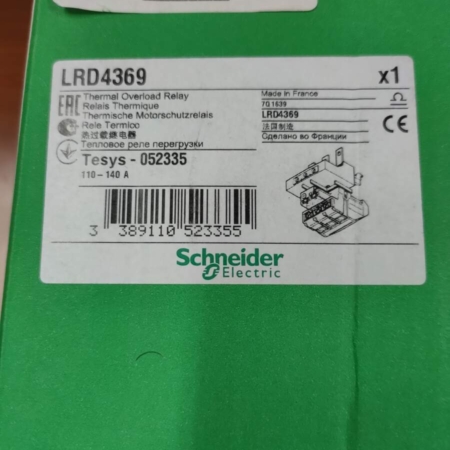 LRD4369 x1
Thermal Overload Relay
Relais Thermique
Thermische Motorschutzrelais
Rele Termico
热过载继电器
Тепловое реле перегрузки
Tesys - 052335
110 - 140 A
Made in France
7Q 1639
LRD4369
法国制造
Сделано во Франции
EAC
CE
3 389110 523355
Schneider
Electric